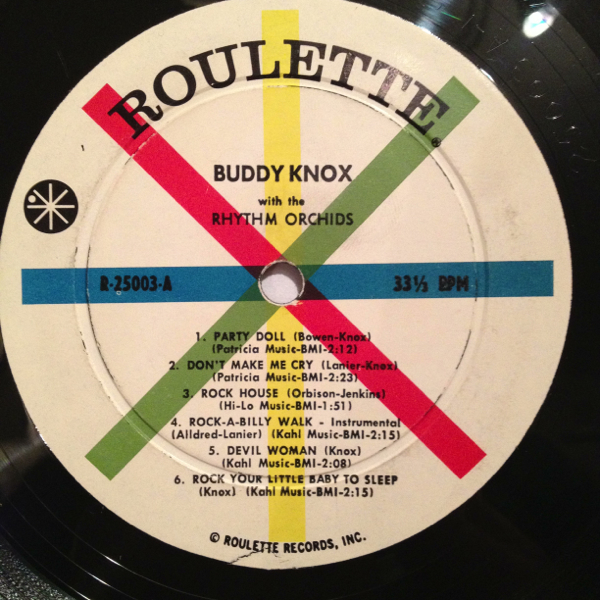 ROULETTE
®
BUDDY KNOX
with the
RHYTHM ORCHIDS
R-25003-A 33⅓ RPM
1. PARTY DOLL (Bowen-Knox)
(Patricia Music-BMI-2:12)
2. DON'T MAKE ME CRY (Lanier-Knox)
(Patricia Music-BMI-2:23)
3. ROCK HOUSE (Orbison-Jenkins)
(Hi-Lo Music-BMI-1:51)
4. ROCK-A-BILLY WALK - Instrumental
(Alldred-Lanier) (Kahl Music-BMI-2:15)
5. DEVIL WOMAN (Knox)
(Kahl Music-BMI-2:08)
6. ROCK YOUR LITTLE BABY TO SLEEP
(Knox) (Kahl Music-BMI-2:15)
© ROULETTE RECORDS, INC.